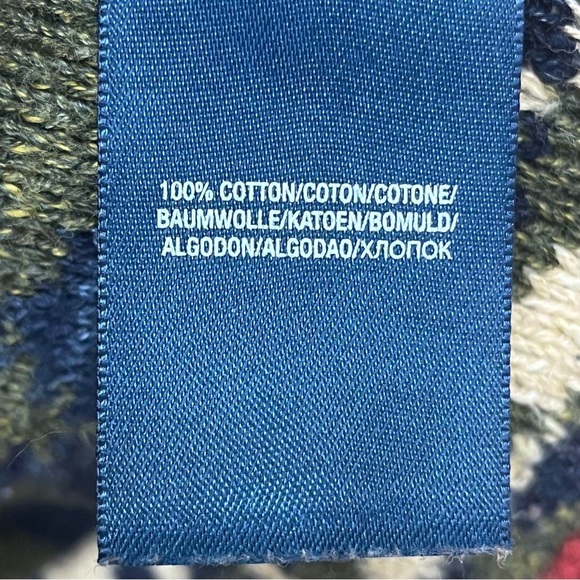 100% COTTON/COTON/COTONE/
BAUMWOLLE/KATOEN/BOMULD/
ALGODON/ALGODAO/ХЛОПОК